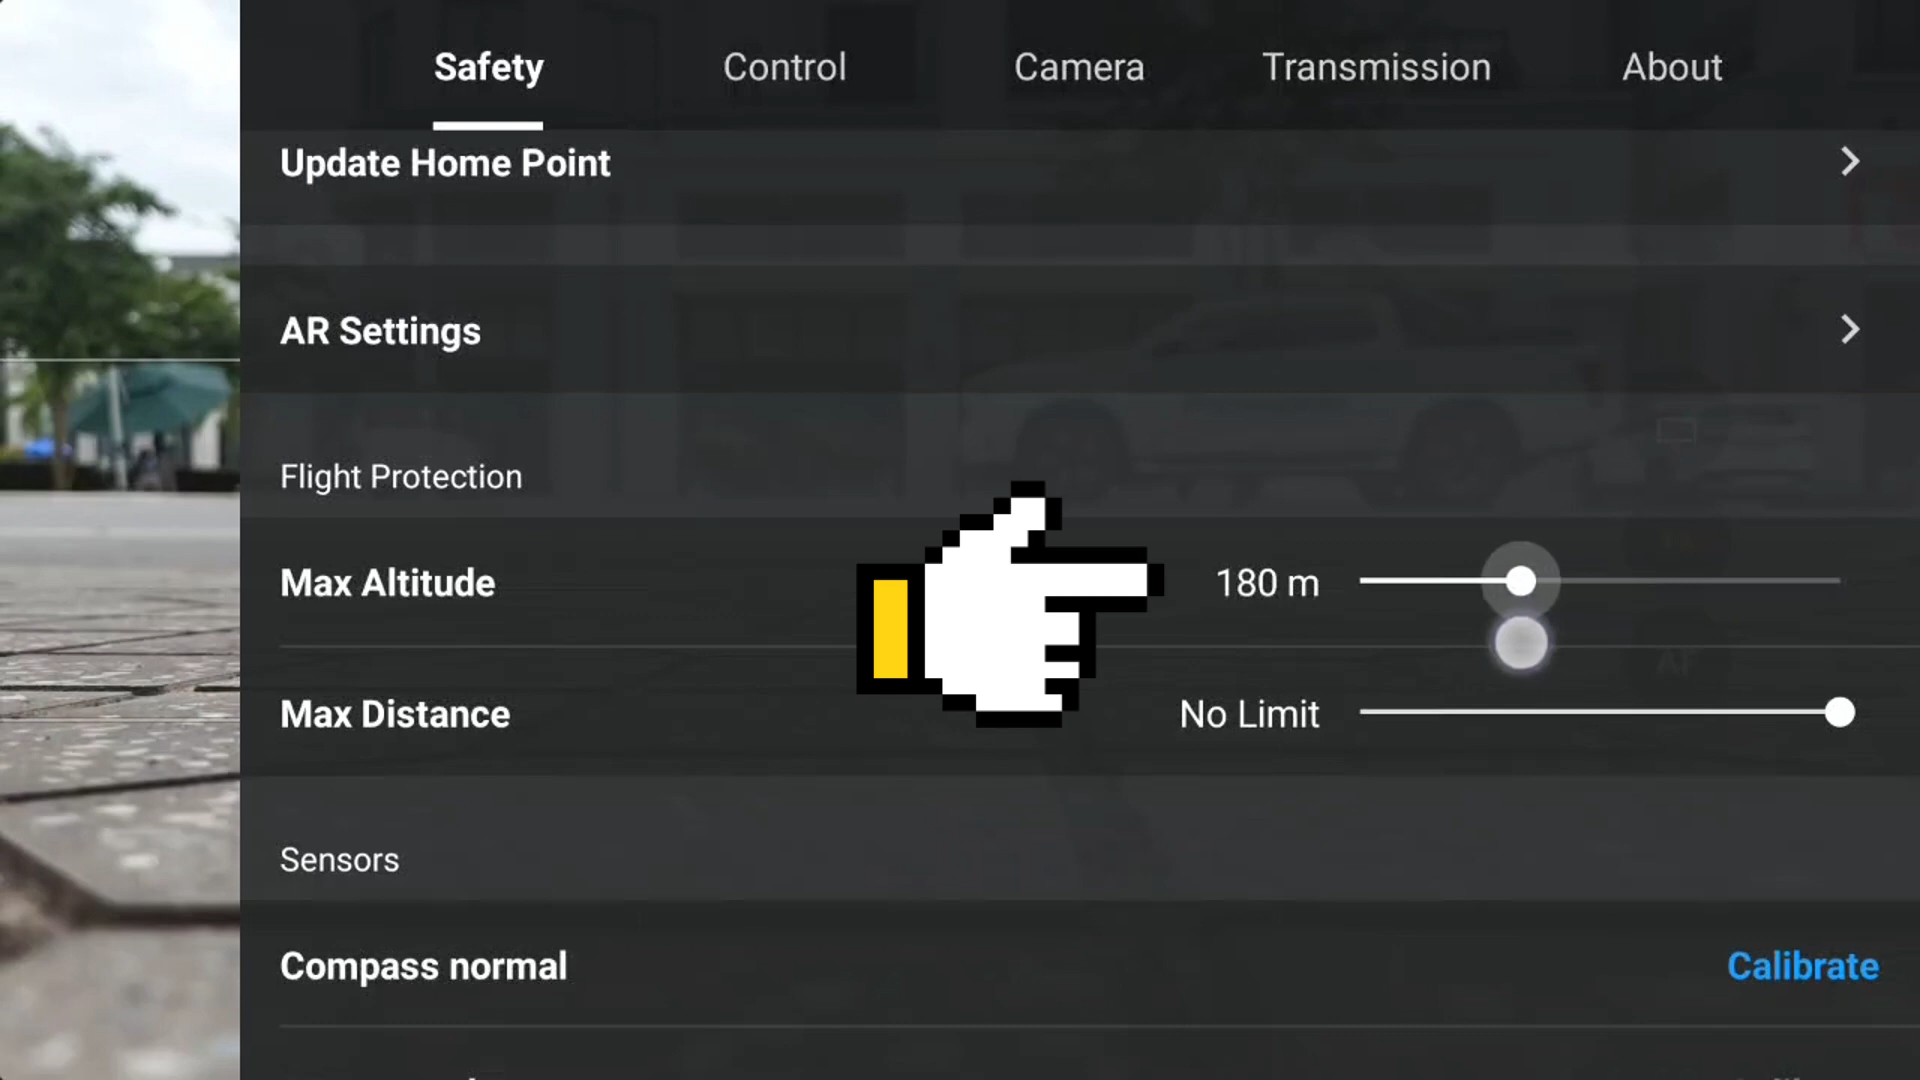 Safety Control Camera Transmission About
Update Home Point
AR Settings
Flight Protection
Max Altitude 180 m
Max Distance No Limit
Sensors
Compass normal Calibrate